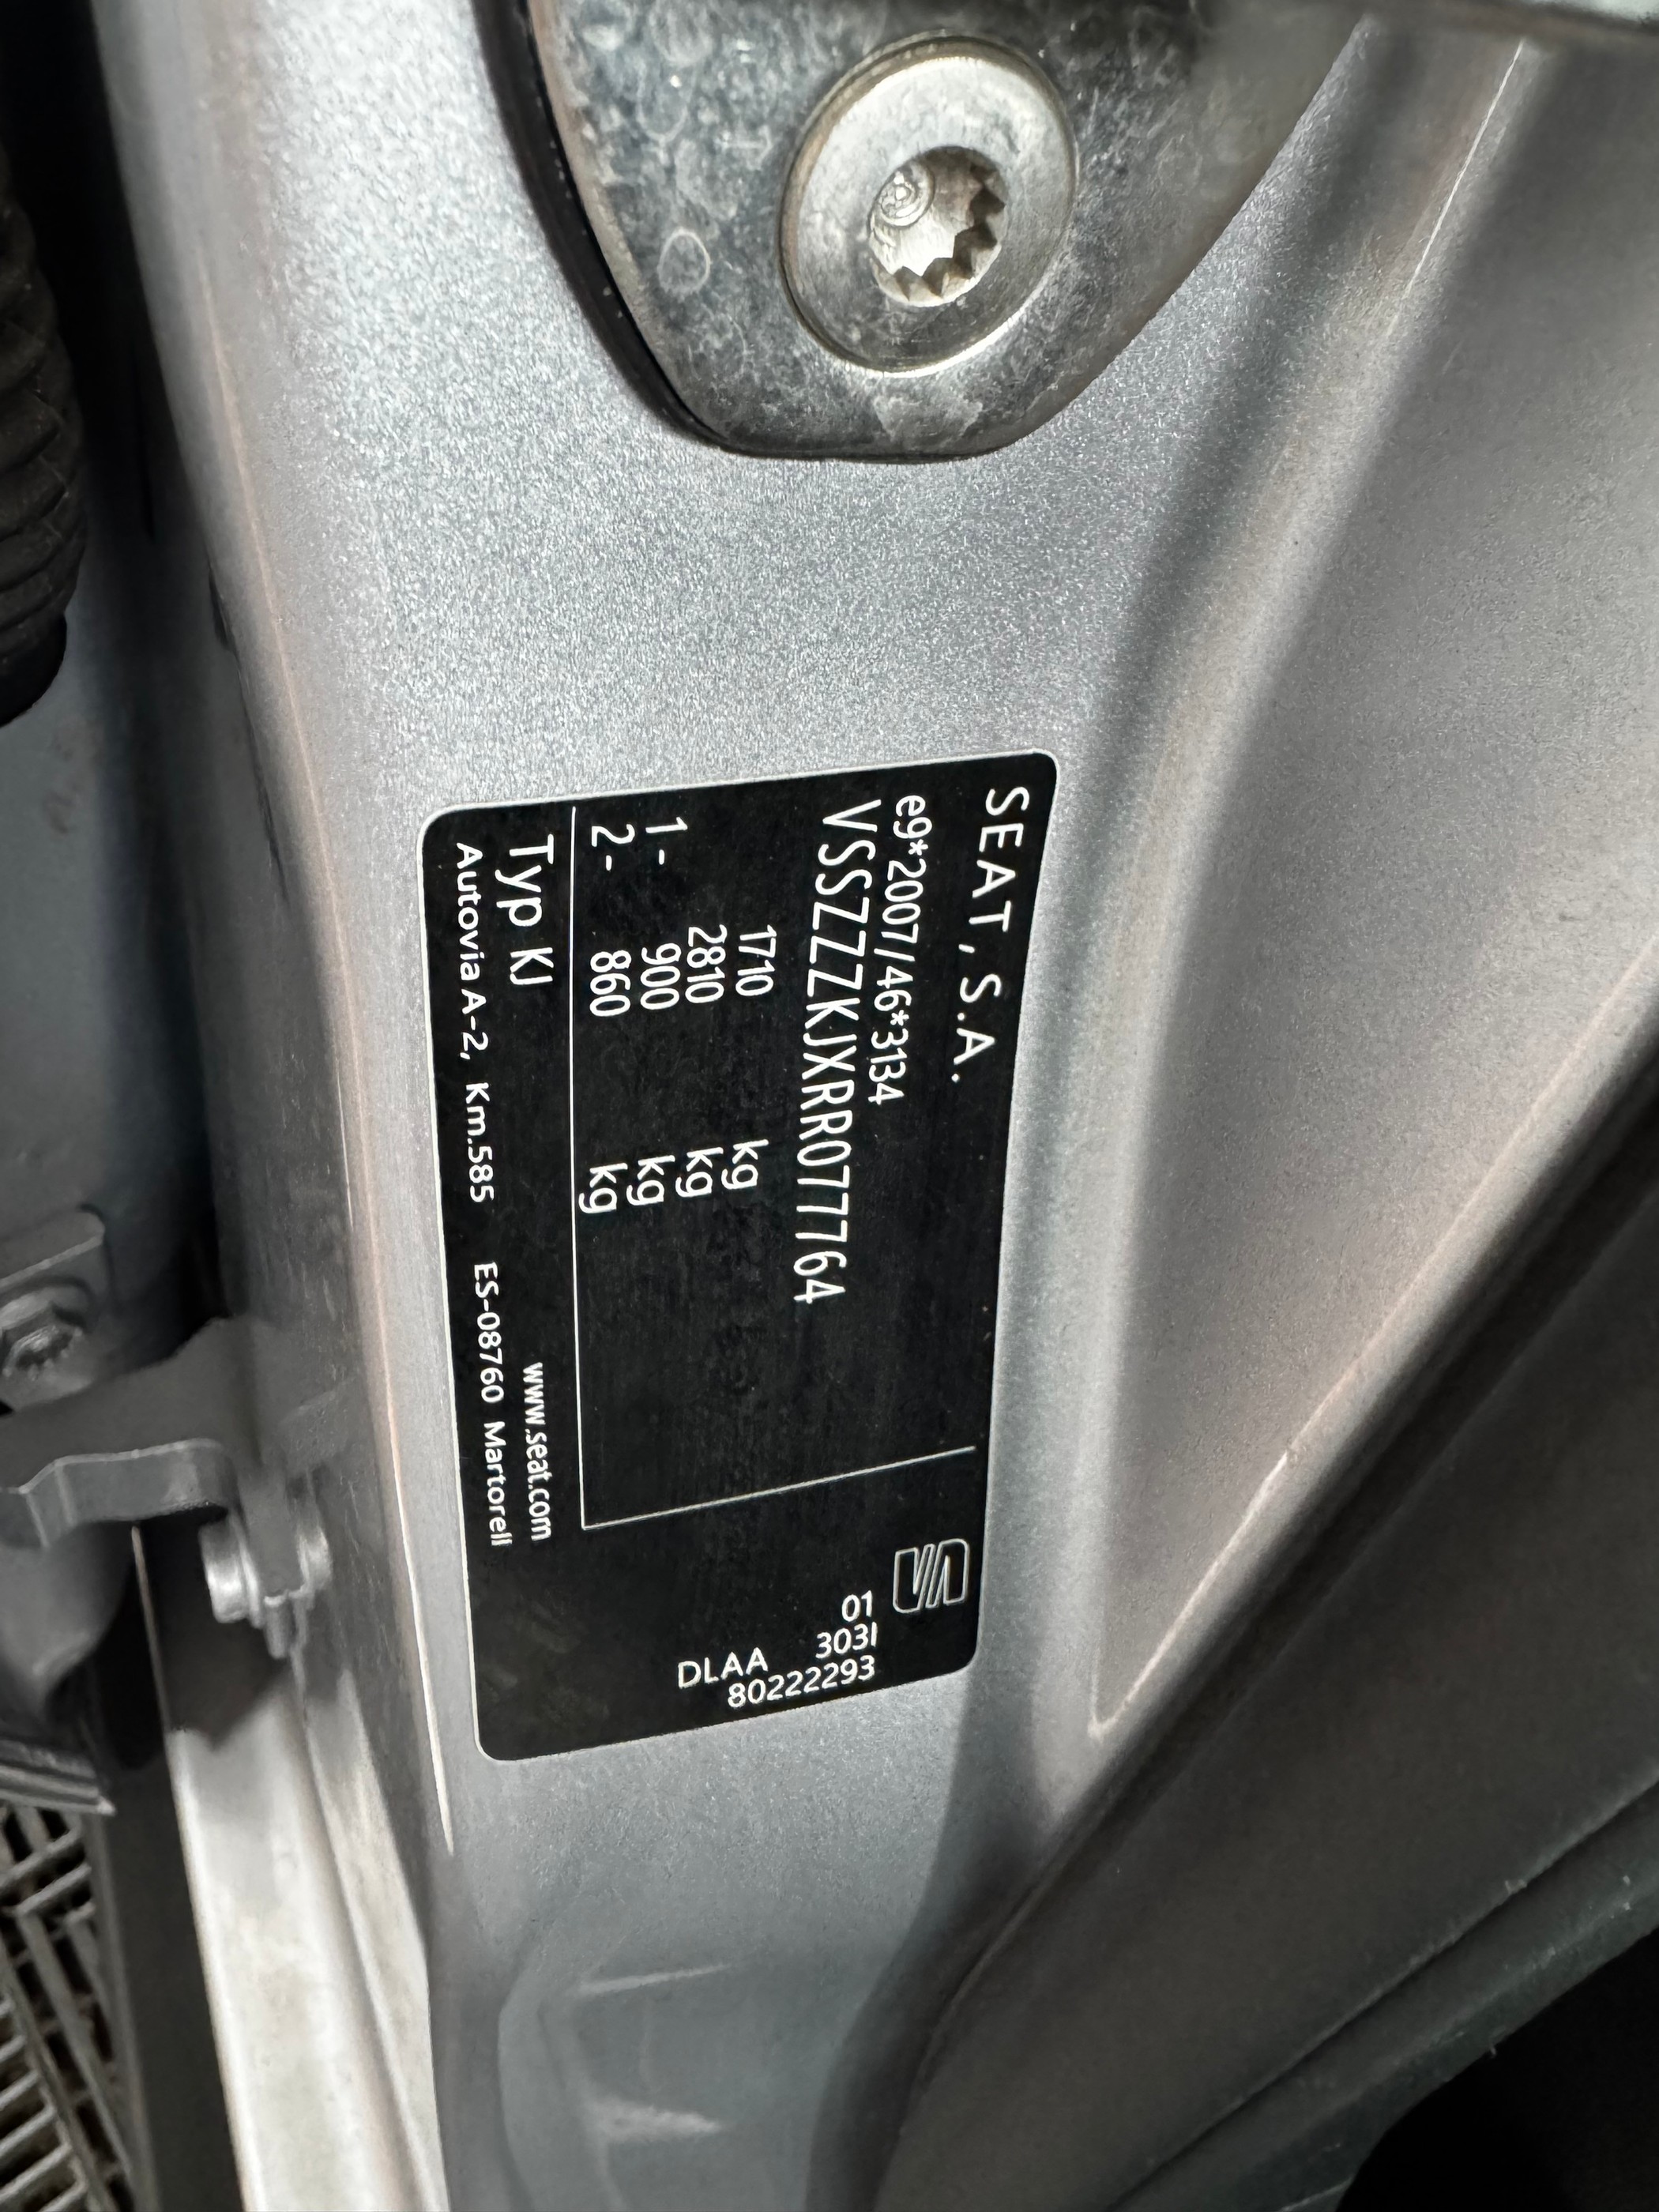 SEAT, S.A.
e9*2007/46*3134
VSSZZZKJXRR077764
1710 kg
2810 kg
1- 900 kg
2- 860 kg
Typ KJ www.seat.com
Autovia A-2, Km.585 ES-08760 Martorell
01
303I
DLAA
80222293